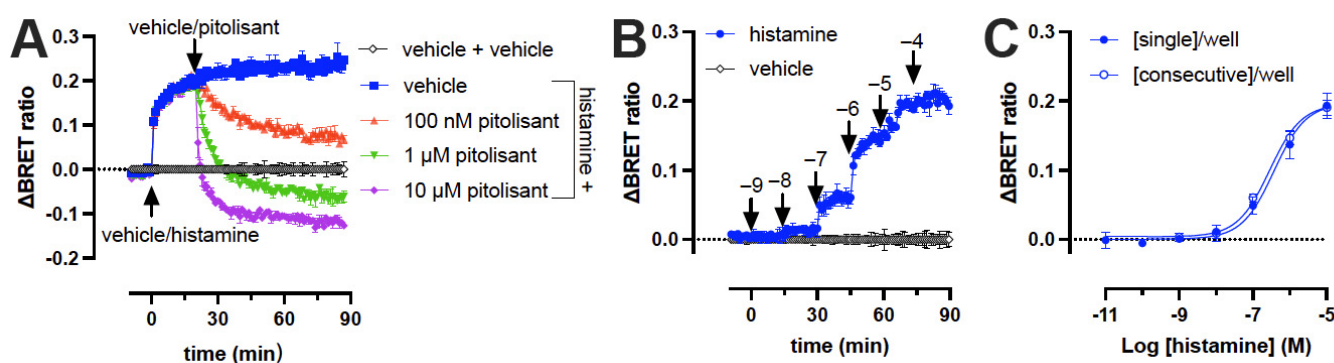 A
vehicle/pitolisant
0.3
0.2
0.1
0.0
-0.1
-0.2
ΔBRET ratio
vehicle/histamine
0
30
60
90
time (min)
vehicle + vehicle
vehicle
100 nM pitolisant
1 µM pitolisant
10 µM pitolisant
histamine +
B
histamine
vehicle
0.3
0.2
0.1
0.0
ΔBRET ratio
−9
−8
−7
−6
−5
−4
0
30
60
90
time (min)
C
[single]/well
[consecutive]/well
0.3
0.2
0.1
0.0
ΔBRET ratio
-11
-9
-7
-5
Log [histamine] (M)